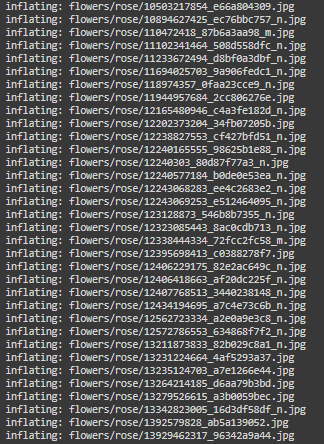 inflating: flowers/rose/10503217854_e66a804309.jpg
inflating: flowers/rose/10894627425_ec76bbc757_n.jpg
inflating: flowers/rose/110472418_87b6a3aa98_m.jpg
inflating: flowers/rose/11102341464_508d558dfc_n.jpg
inflating: flowers/rose/11233672494_d8bf0a3dbf_n.jpg
inflating: flowers/rose/11694025703_9a906fedc1_n.jpg
inflating: flowers/rose/118974357_0faa23cce9_n.jpg
inflating: flowers/rose/11944957684_2cc806276e.jpg
inflating: flowers/rose/12165480946_c4a3fe182d_n.jpg
inflating: flowers/rose/12202373204_34fb07205b.jpg
inflating: flowers/rose/12238827553_cf427bfd51_n.jpg
inflating: flowers/rose/12240165555_98625b1e88_n.jpg
inflating: flowers/rose/12240303_80d87f77a3_n.jpg
inflating: flowers/rose/12240577184_b0de0e53ea_n.jpg
inflating: flowers/rose/12243068283_ee4c2683e2_n.jpg
inflating: flowers/rose/12243069253_e512464095_n.jpg
inflating: flowers/rose/123128873_546b8b7355_n.jpg
inflating: flowers/rose/12323085443_8ac0cdb713_n.jpg
inflating: flowers/rose/12338444334_72fcc2fc58_m.jpg
inflating: flowers/rose/12395698413_c0388278f7.jpg
inflating: flowers/rose/12406229175_82e2ac649c_n.jpg
inflating: flowers/rose/12406418663_af20dc225f_n.jpg
inflating: flowers/rose/12407768513_3440238148_n.jpg
inflating: flowers/rose/12434194695_a7c4e73c6b_n.jpg
inflating: flowers/rose/12562723334_a2e0a9e3c8_n.jpg
inflating: flowers/rose/12572786553_634868f7f2_n.jpg
inflating: flowers/rose/13211873833_82b029c8a1_n.jpg
inflating: flowers/rose/13231224664_4af5293a37.jpg
inflating: flowers/rose/13235124703_a7e1266e44.jpg
inflating: flowers/rose/13264214185_d6aa79b3bd.jpg
inflating: flowers/rose/13279526615_a3b0059bec.jpg
inflating: flowers/rose/13342823005_16d3df58df_n.jpg
inflating: flowers/rose/1392579828_ab5a139052.jpg
inflating: flowers/rose/13929462317_96342a9a44.jpg